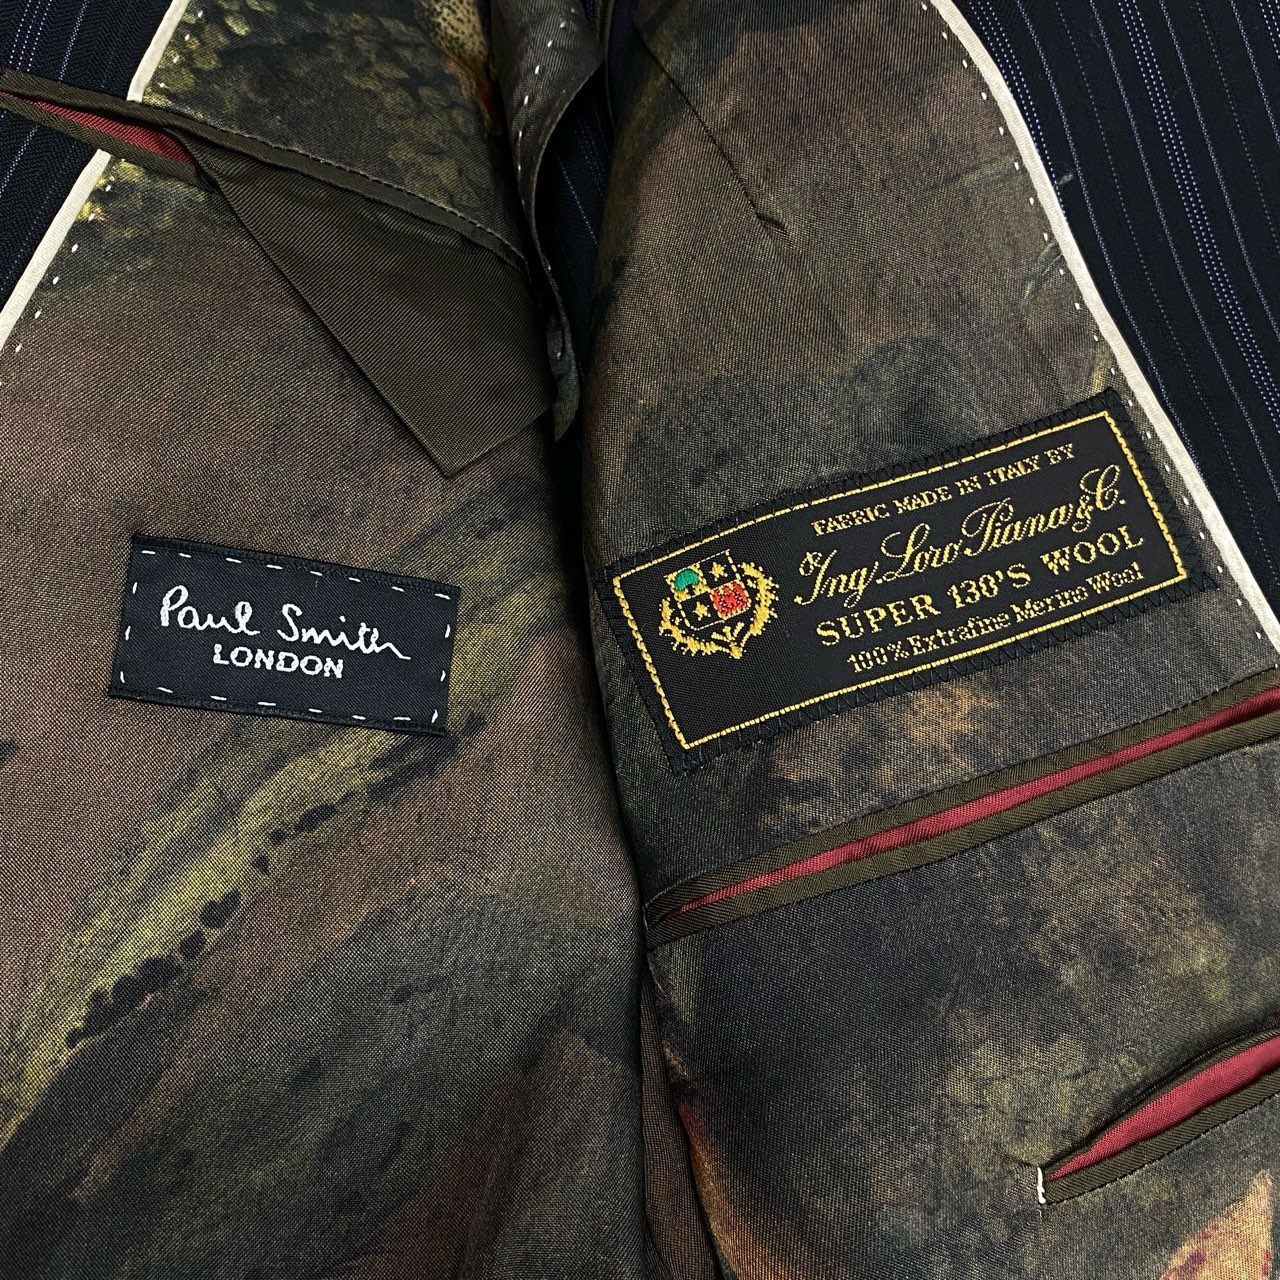 Paul Smith
LONDON
FABRIC MADE IN ITALY BY
Ing Loro Piana & C.
SUPER 130'S WOOL
100% Extrafine Merino Wool